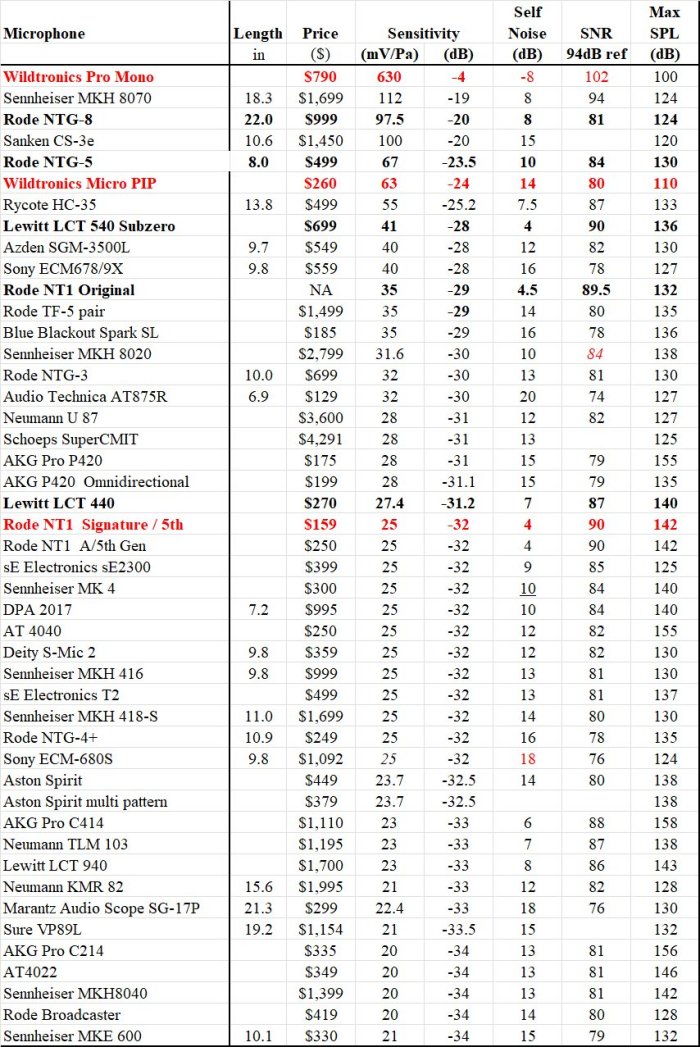 Self Max
Microphone Length Price Sensitivity Noise SNR SPL
in ($) (mV/Pa) (dB) (dB) 94dB ref (dB)
Wildtronics Pro Mono $790 630 -4 -8 102 100
Sennheiser MKH 8070 18.3 $1,699 112 -19 8 94 124
Rode NTG-8 22.0 $999 97.5 -20 8 81 124
Sanken CS-3e 10.6 $1,450 100 -20 15 120
Rode NTG-5 8.0 $499 67 -23.5 10 84 130
Wildtronics Micro PIP $260 63 -24 14 80 110
Rycote HC-35 13.8 $499 55 -25.2 7.5 87 133
Lewitt LCT 540 Subzero $699 41 -28 4 90 136
Azden SGM-3500L 9.7 $549 40 -28 12 82 130
Sony ECM678/9X 9.8 $559 40 -28 16 78 127
Rode NT1 Original NA 35 -29 4.5 89.5 132
Rode TF-5 pair $1,499 35 -29 14 80 135
Blue Blackout Spark SL $185 35 -29 16 78 136
Sennheiser MKH 8020 $2,799 31.6 -30 10 84 138
Rode NTG-3 10.0 $699 32 -30 13 81 130
Audio Technica AT875R 6.9 $129 32 -30 20 74 127
Neumann U 87 $3,600 28 -31 12 82 127
Schoeps SuperCMIT $4,291 28 -31 13 125
AKG Pro P420 $175 28 -31 15 79 155
AKG P420 Omnidirectional $199 28 -31.1 15 79 135
Lewitt LCT 440 $270 27.4 -31.2 7 87 140
Rode NT1 Signature / 5th $159 25 -32 4 90 142
Rode NT1 A/5th Gen $250 25 -32 4 90 142
sE Electronics sE2300 $399 25 -32 9 85 125
Sennheiser MK 4 $300 25 -32 10 84 140
DPA 2017 7.2 $995 25 -32 10 84 140
AT 4040 $250 25 -32 12 82 155
Deity S-Mic 2 9.8 $359 25 -32 12 82 130
Sennheiser MKH 416 9.8 $999 25 -32 13 81 130
sE Electronics T2 $499 25 -32 13 81 137
Sennheiser MKH 418-S 11.0 $1,699 25 -32 14 80 130
Rode NTG-4+ 10.9 $249 25 -32 16 78 135
Sony ECM-680S 9.8 $1,092 25 -32 18 76 124
Aston Spirit $449 23.7 -32.5 14 80 138
Aston Spirit multi pattern $379 23.7 -32.5 138
AKG Pro C414 $1,110 23 -33 6 88 158
Neumann TLM 103 $1,195 23 -33 7 87 138
Lewitt LCT 940 $1,700 23 -33 8 86 143
Neumann KMR 82 15.6 $1,995 21 -33 12 82 128
Marantz Audio Scope SG-17P 21.3 $299 22.4 -33 18 76 130
Sure VP89L 19.2 $1,154 21 -33.5 15 132
AKG Pro C214 $335 20 -34 13 81 156
AT4022 $349 20 -34 13 81 146
Sennheiser MKH8040 $1,399 20 -34 13 81 142
Rode Broadcaster $419 20 -34 14 80 128
Sennheiser MKE 600 10.1 $330 21 -34 15 79 132